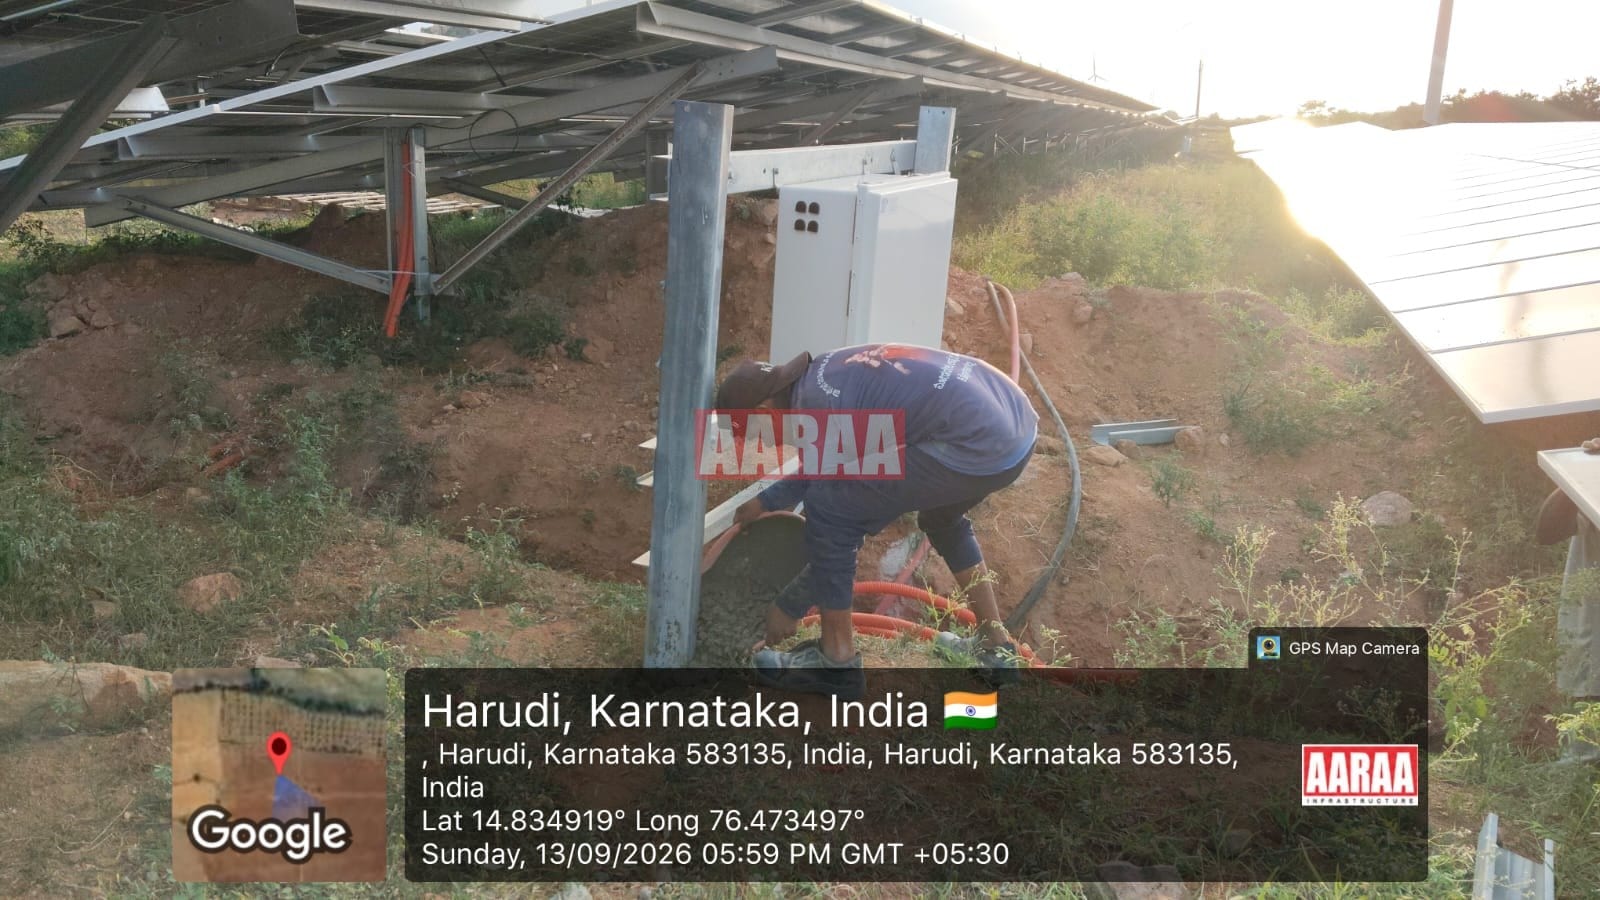 AARAA
GPS Map Camera
Harudi, Karnataka, India
, Harudi, Karnataka 583135, India, Harudi, Karnataka 583135,
India
Lat 14.834919° Long 76.473497°
Sunday, 13/09/2026 05:59 PM GMT +05:30
AARAA
INFRASTRUCTURE
Google